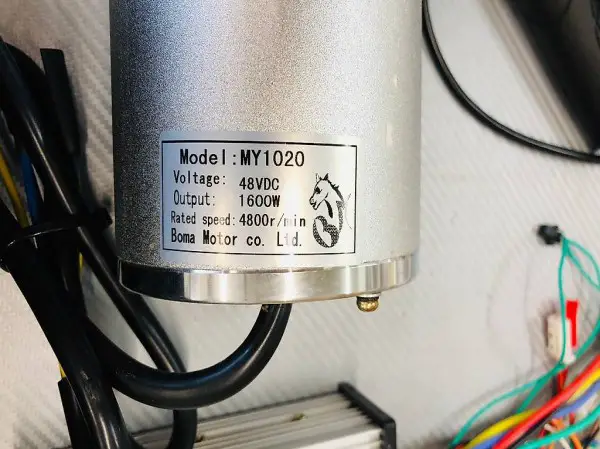 Model:MY1020
Voltage: 48VDC
Output: 1600W
Rated speed: 4800r/min
Boma Motor co. Ltd.